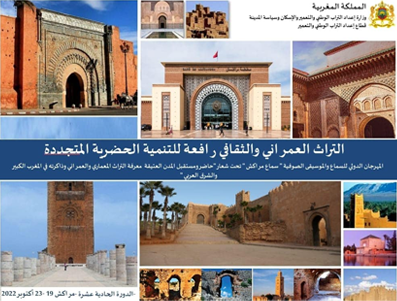 المملكة المغربية
وزارة إعداد التراب الوطني والتعمير والإسكان وسياسة المدينة
قطاع إعداد التراب الوطني والتعمير
التراث العمراني والثقافي رافعة للتنمية الحضرية المتجددة
المهرجان الدولي للسماع والموسيقى الصوفية " سماع مراكش " تحت شعار "حاضر ومستقبل المدن العتيقة معرفة التراث المعماري والعمراني وذاكرته في المغرب الكبير
والشرق العربي "
-الدورة الحادية عشرة -مراكش 19 -23 أكتوبر 2022